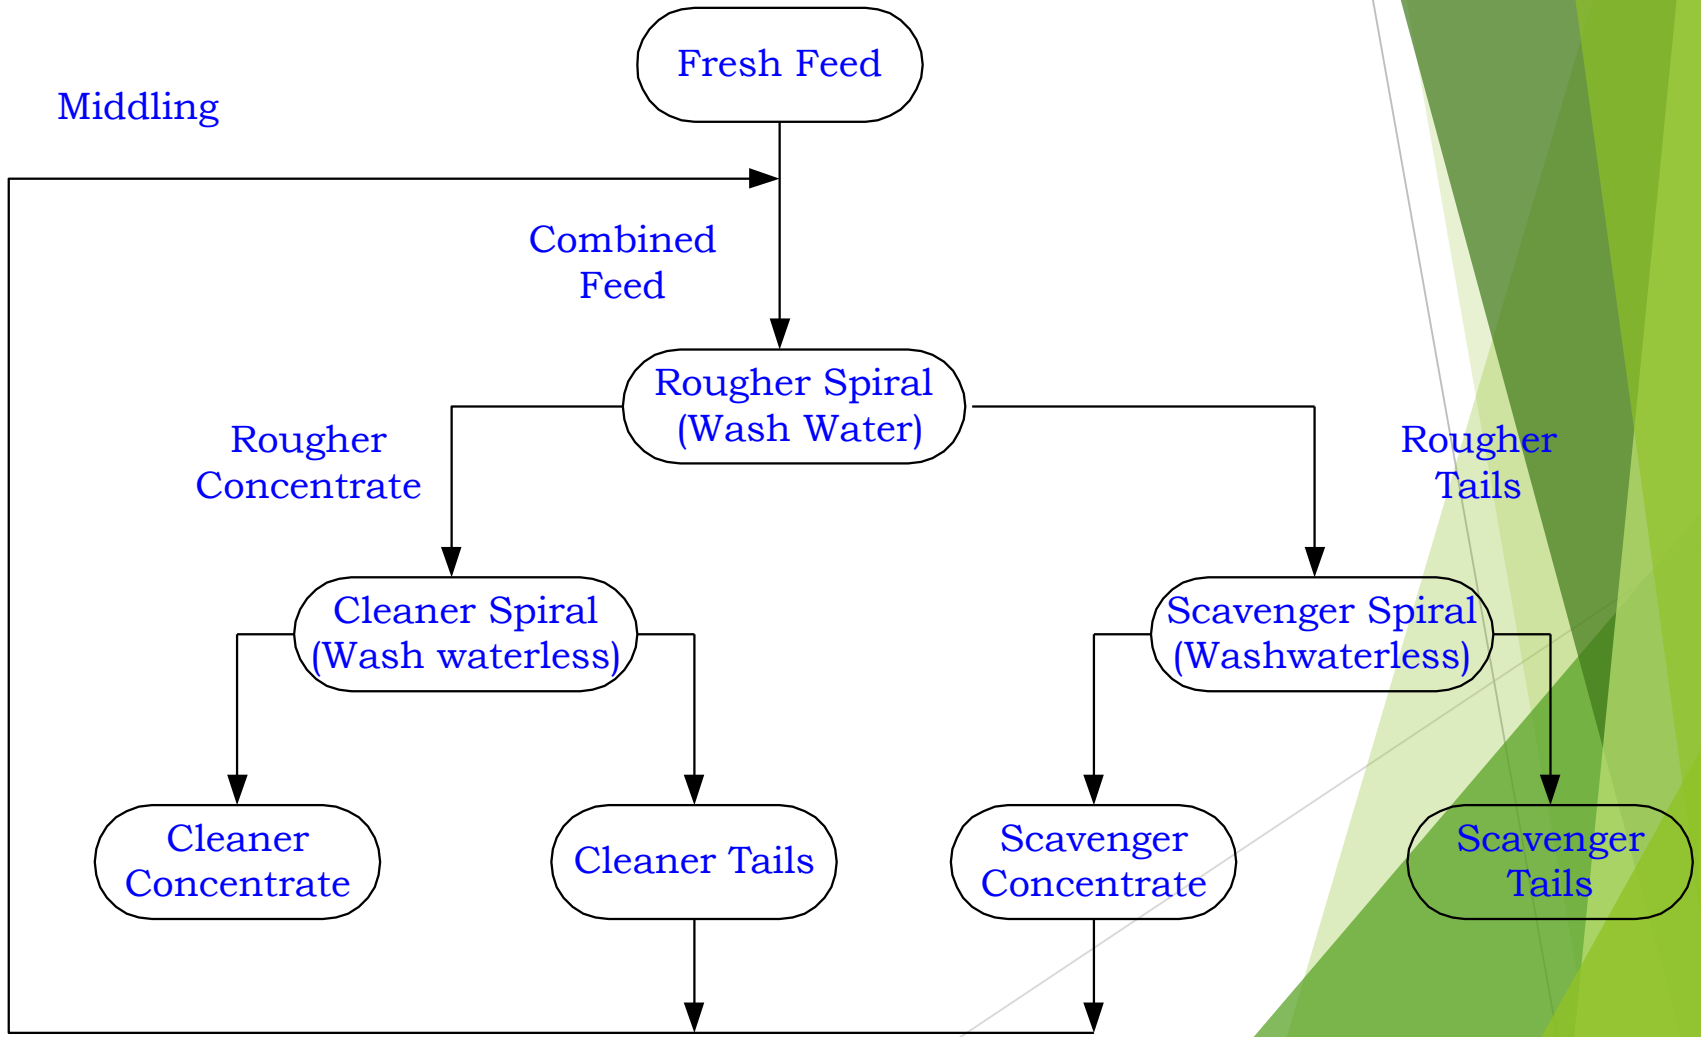 Fresh Feed
Middling
Combined
Feed
Rougher Spiral
(Wash Water)
Rougher
Concentrate
Rougher
Tails
Cleaner Spiral
(Wash waterless)
Scavenger Spiral
(Washwaterless)
Cleaner
Concentrate
Cleaner Tails
Scavenger
Concentrate
Scavenger
Tails